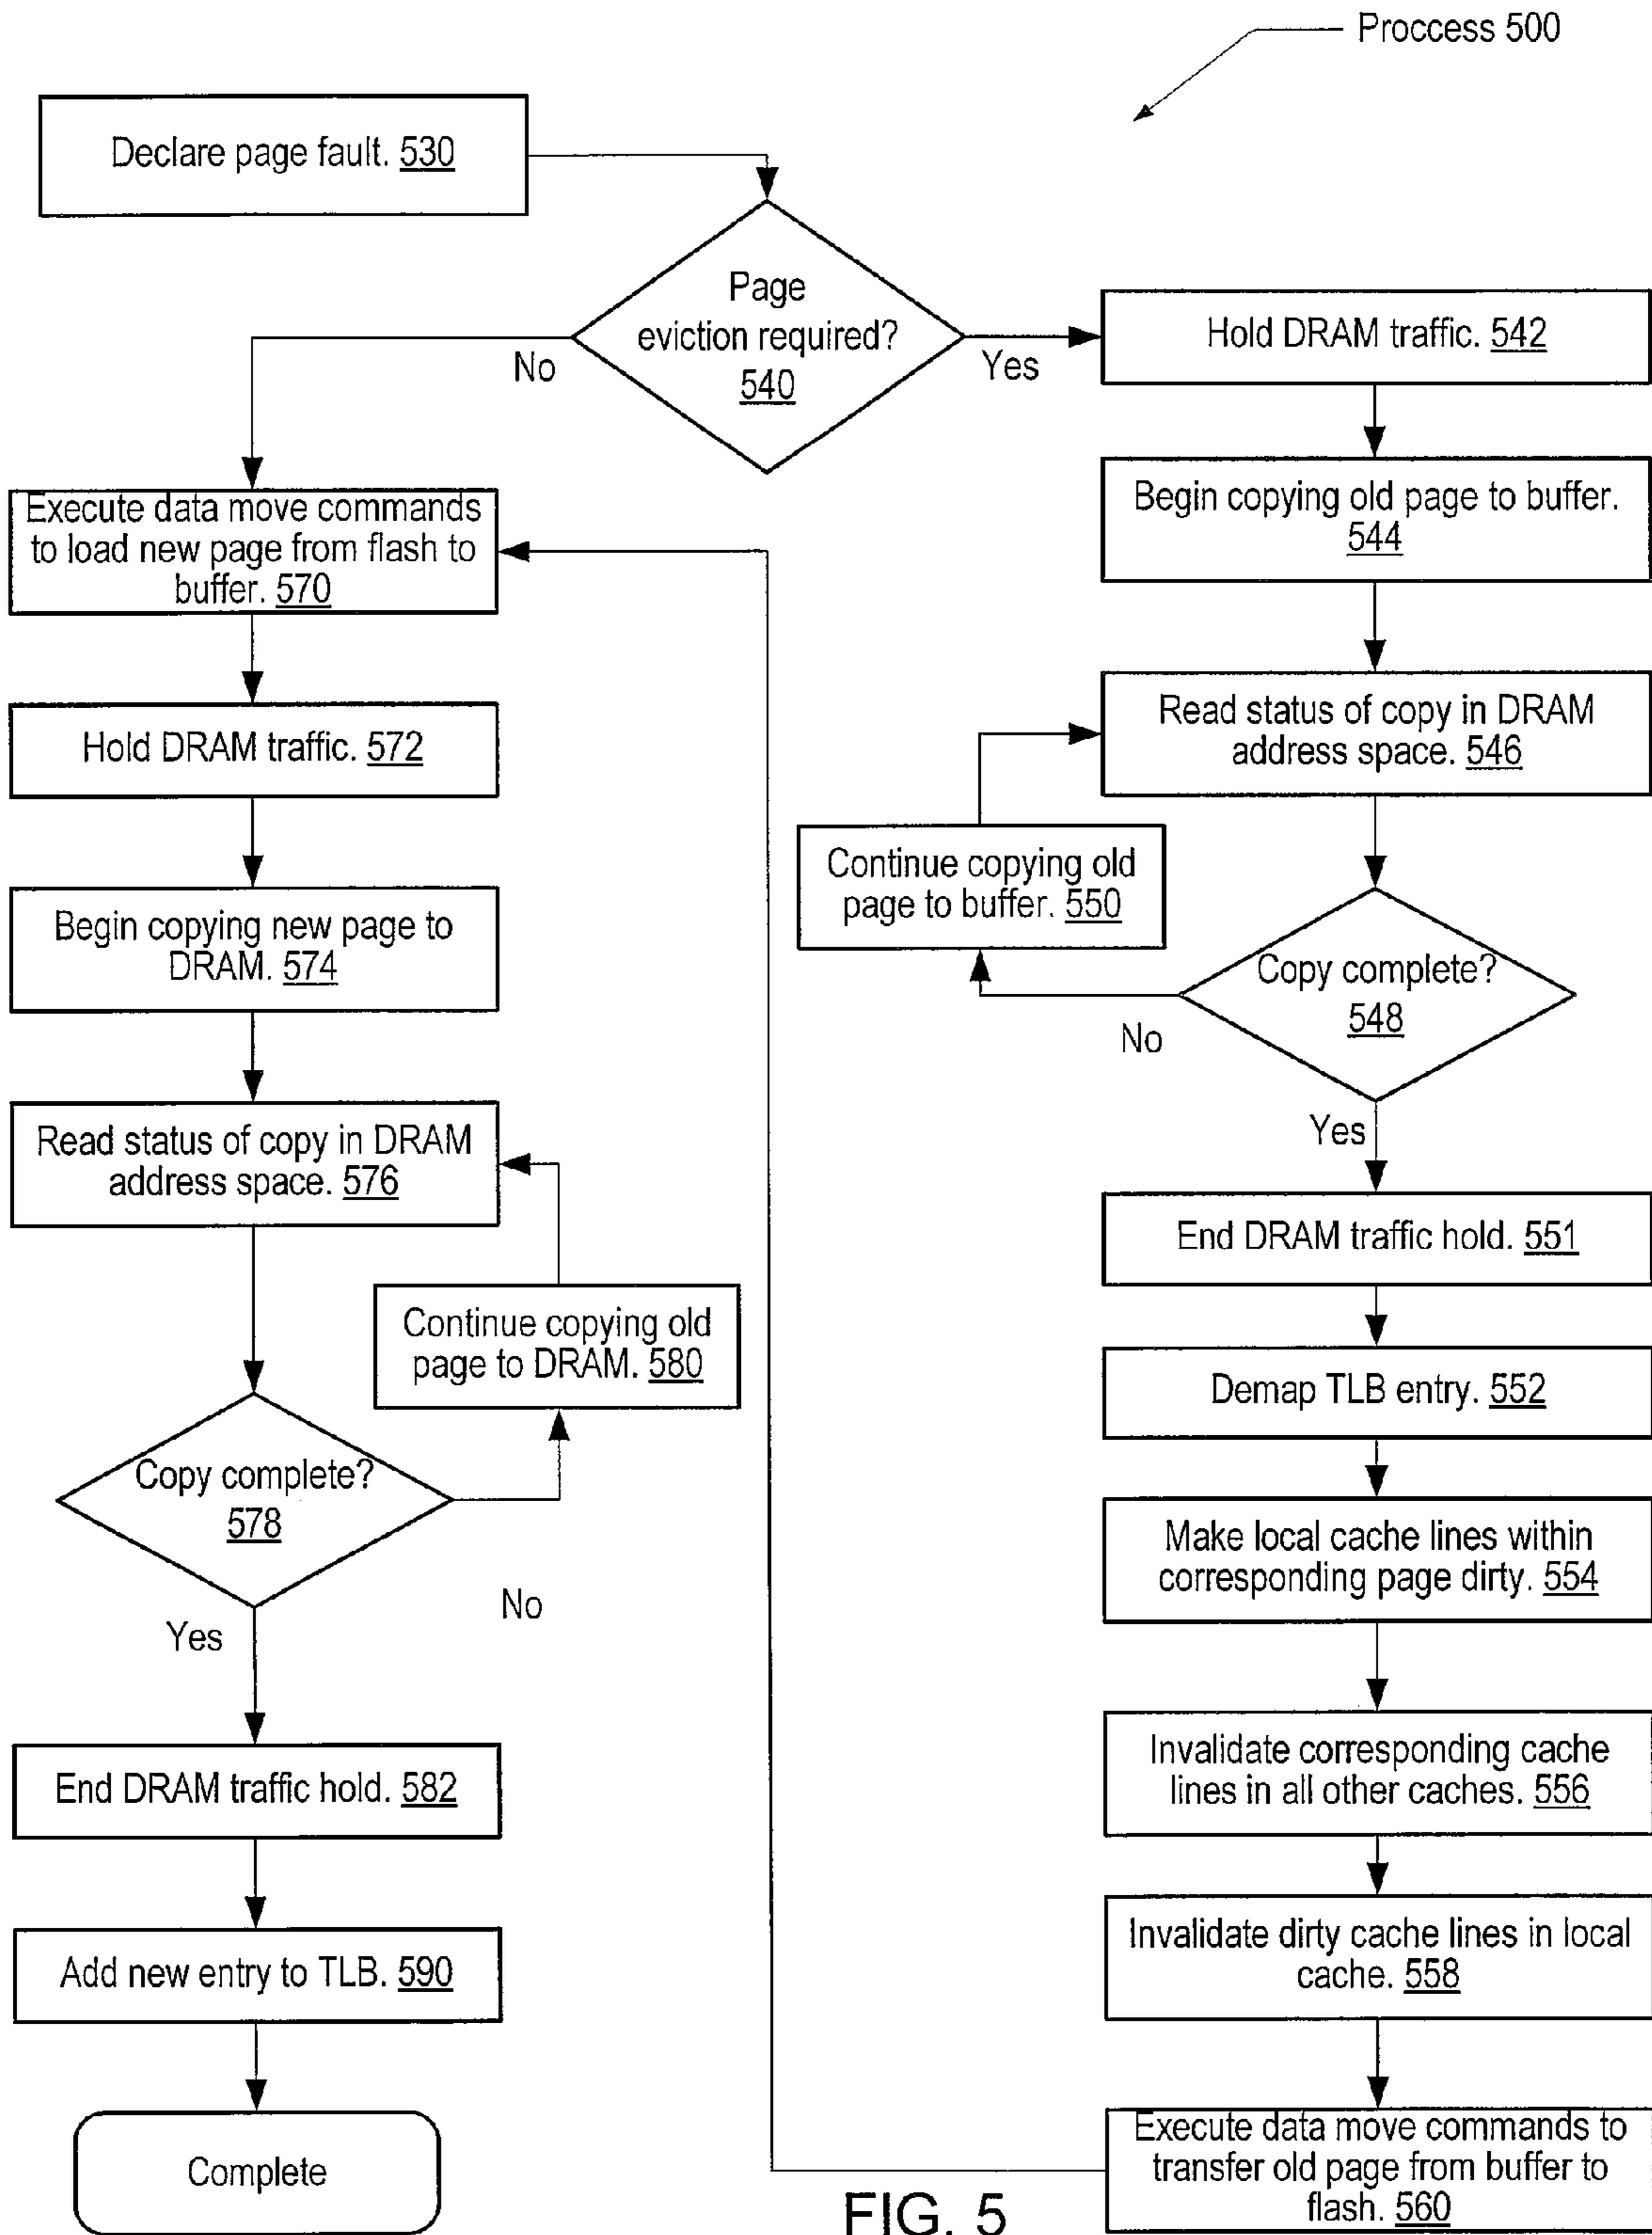 Proccess 500
Declare page fault. 530
Page
eviction required?
540
No
Yes
Hold DRAM traffic. 542
Begin copying old page to buffer.
544
Read status of copy in DRAM
address space. 546
Continue copying old
page to buffer. 550
Copy complete?
548
No
Yes
End DRAM traffic hold. 551
Demap TLB entry. 552
Make local cache lines within
corresponding page dirty. 554
Invalidate corresponding cache
lines in all other caches. 556
Invalidate dirty cache lines in local
cache. 558
Execute data move commands to
transfer old page from buffer to
flash. 560
Execute data move commands
to load new page from flash to
buffer. 570
Hold DRAM traffic. 572
Begin copying new page to
DRAM. 574
Read status of copy in DRAM
address space. 576
Continue copying old
page to DRAM. 580
Copy complete?
578
No
Yes
End DRAM traffic hold. 582
Add new entry to TLB. 590
Complete
FIG. 5